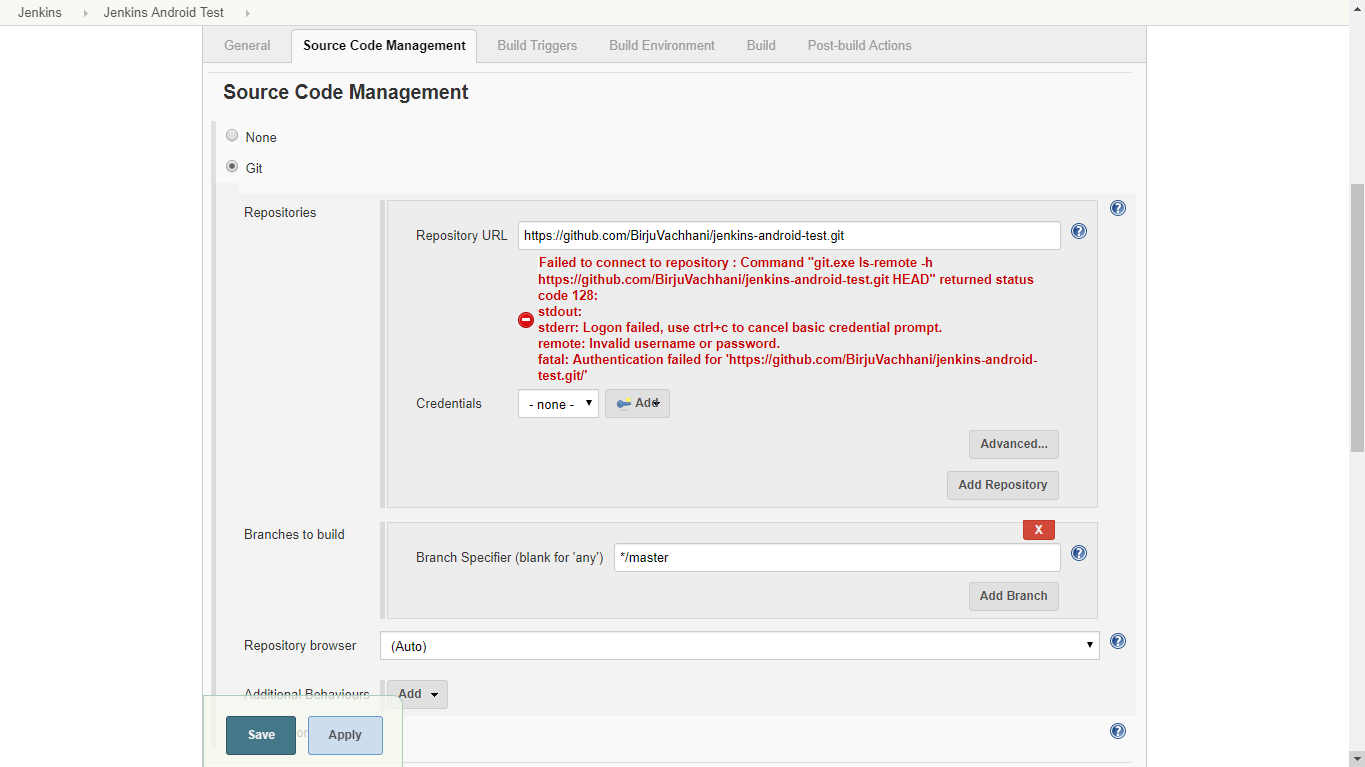 Jenkins Jenkins Android Test
General Source Code Management Build Triggers Build Environment Build Post-build Actions
Source Code Management
None
Git
Repositories
Repository URL https://github.com/BirjuVachhani/jenkins-android-test.git
Failed to connect to repository : Command "git.exe ls-remote -h
https://github.com/BirjuVachhani/jenkins-android-test.git HEAD" returned status
code 128:
stdout:
stderr: Logon failed, use ctrl+c to cancel basic credential prompt.
remote: Invalid username or password.
fatal: Authentication failed for 'https://github.com/BirjuVachhani/jenkins-android-
test.git/'
Credentials - none - Add
Advanced...
Add Repository
Branches to build X
Branch Specifier (blank for 'any') */master
Add Branch
Repository browser (Auto)
Additional Behaviours Add
Save Apply